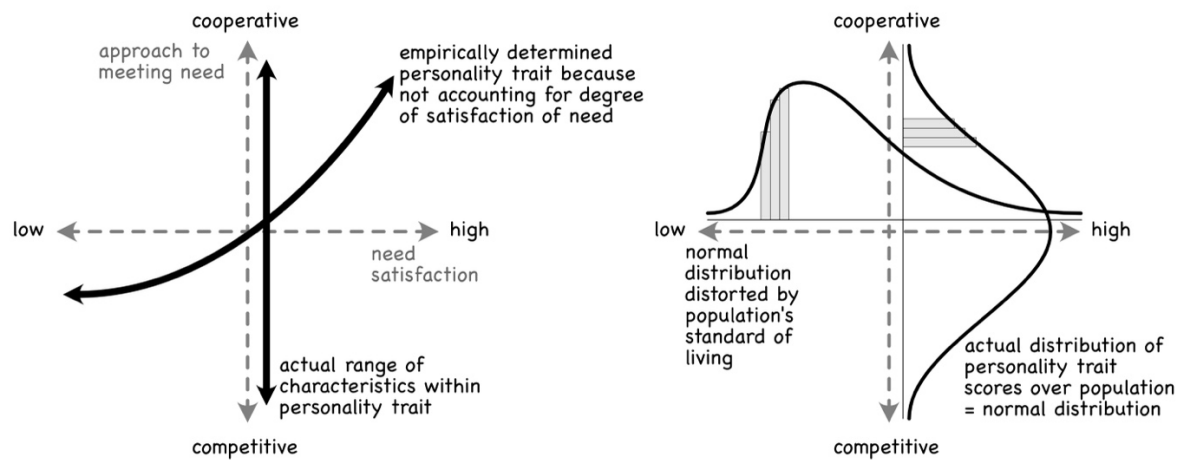 cooperative
approach to
meeting need
empirically determined
personality trait because
not accounting for degree
of satisfaction of need
low
high
need
satisfaction
actual range of
characteristics within
personality trait
competitive
cooperative
low
high
normal
distribution
distorted by
population's
standard of
living
actual distribution of
personality trait
scores over population
= normal distribution
competitive